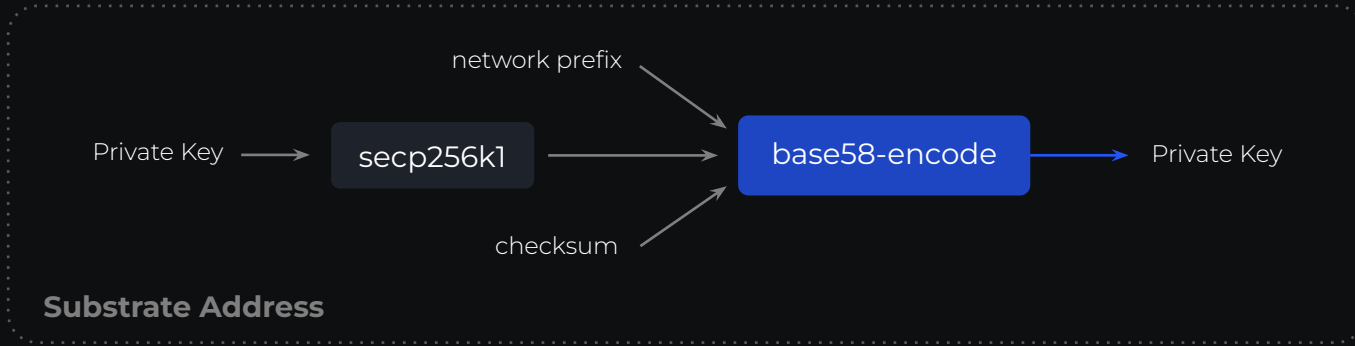 network prefix
Private Key
secp256k1
base58-encode
Private Key
checksum
Substrate Address